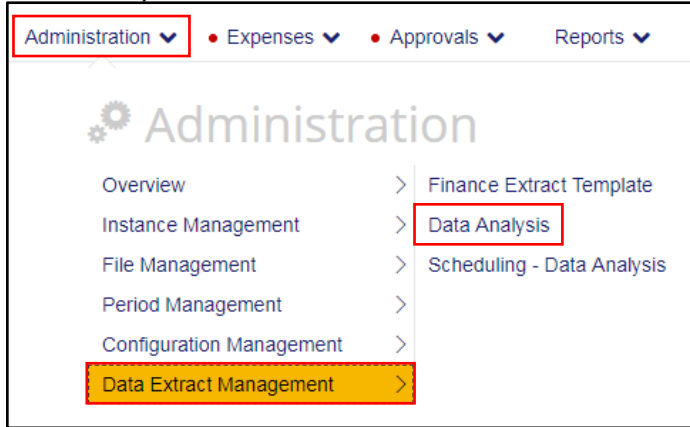 Administration • Expenses • Approvals Reports
Administration
Overview
Instance Management
File Management
Period Management
Configuration Management
Data Extract Management
Finance Extract Template
Data Analysis
Scheduling - Data Analysis